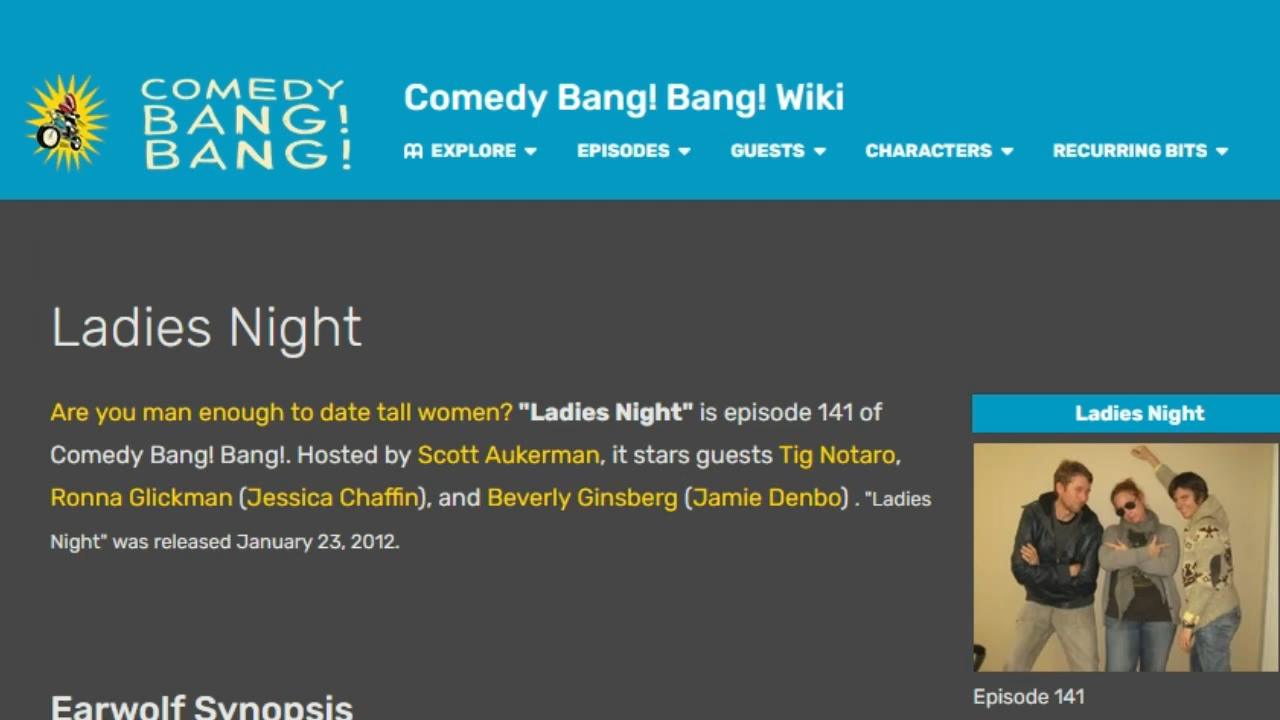 COMEDY
BANG!
BANG!
Comedy Bang! Bang! Wiki
EXPLORE EPISODES GUESTS CHARACTERS RECURRING BITS
Ladies Night
Are you man enough to date tall women? "Ladies Night" is episode 141 of
Comedy Bang! Bang!. Hosted by Scott Aukerman, it stars guests Tig Notaro,
Ronna Glickman (Jessica Chaffin), and Beverly Ginsberg (Jamie Denbo) . "Ladies
Night" was released January 23, 2012.
Ladies Night
Episode 141
Earwolf Synopsis